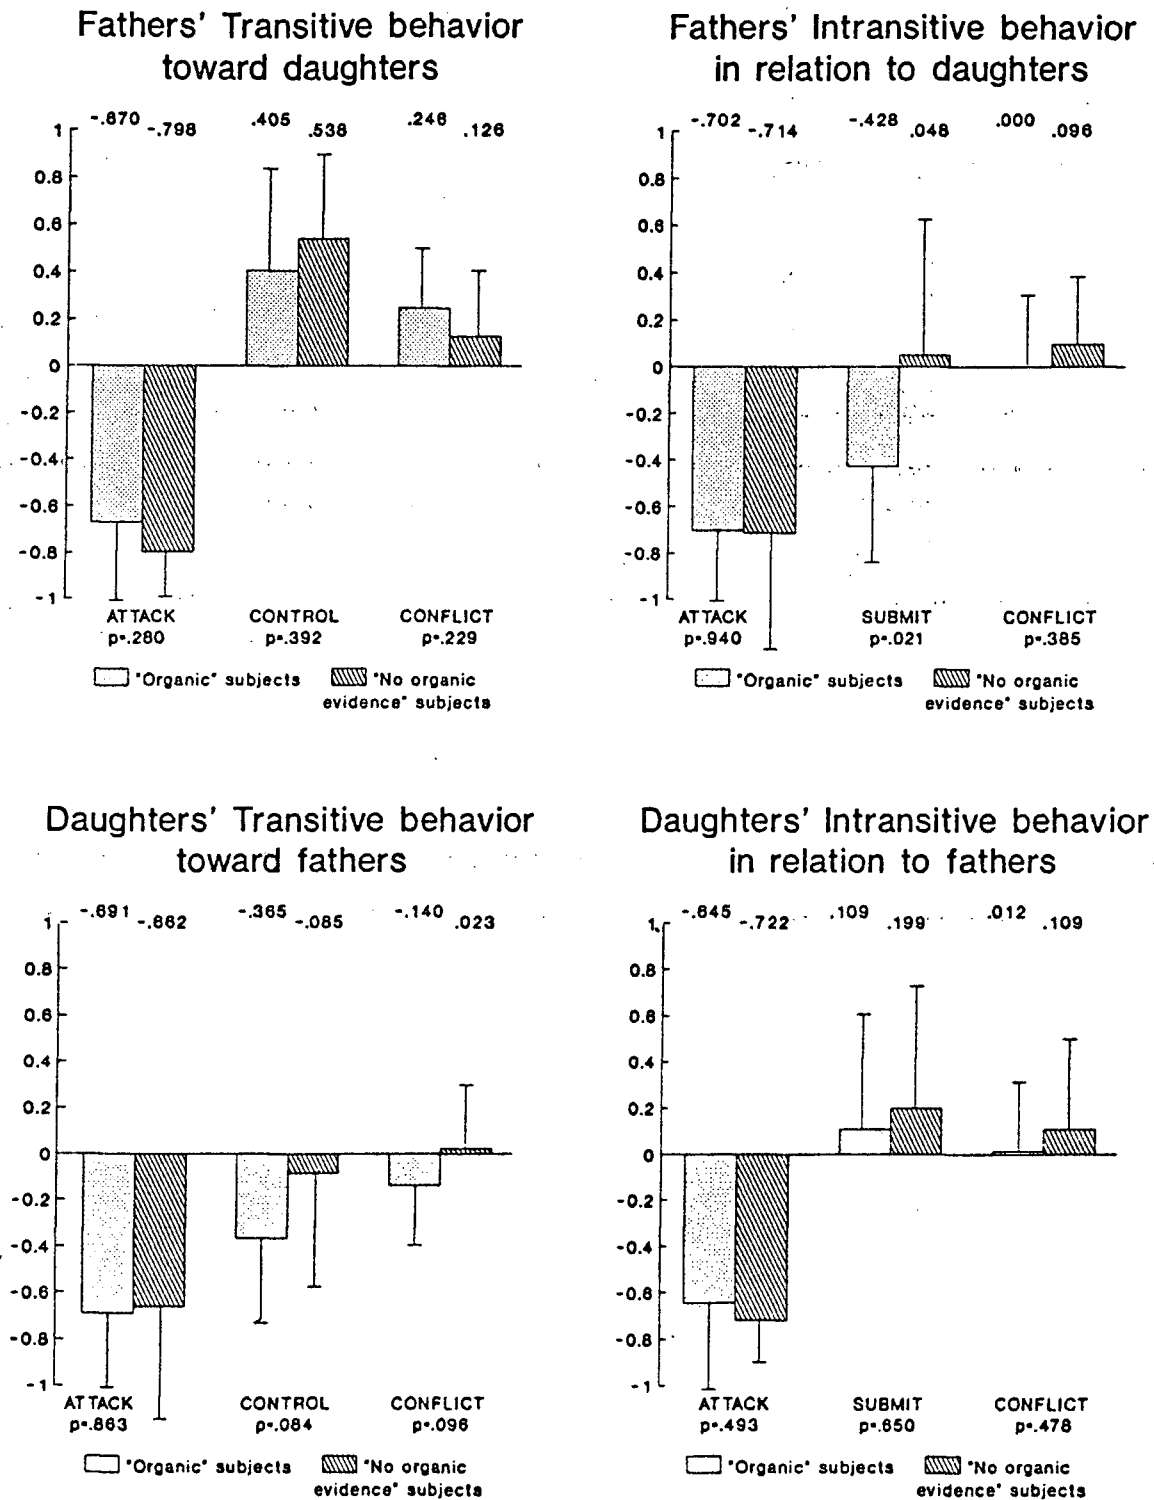 Fathers' Transitive behavior
toward daughters
-.670 -.798 .405 .538 .246 .126
1
0.8
0.6
0.4
0.2
0
-0.2
-0.4
-0.6
-0.8
-1
ATTACK CONTROL CONFLICT
p=.280 p=.392 p=.229
"Organic" subjects "No organic
evidence" subjects
Fathers' Intransitive behavior
in relation to daughters
-.702 -.714 -.428 .048 .000 .096
1
0.8
0.6
0.4
0.2
0
-0.2
-0.4
-0.6
-0.8
-1
ATTACK SUBMIT CONFLICT
p=.940 p=.021 p=.385
"Organic" subjects "No organic
evidence" subjects
Daughters' Transitive behavior
toward fathers
-.691 -.662 -.365 -.085 -.140 .023
1
0.8
0.6
0.4
0.2
0
-0.2
-0.4
-0.6
-0.8
-1
ATTACK CONTROL CONFLICT
p=.863 p=.084 p=.096
"Organic" subjects "No organic
evidence" subjects
Daughters' Intransitive behavior
in relation to fathers
-.645 -.722 .109 .199 .012 .109
1
0.8
0.6
0.4
0.2
0
-0.2
-0.4
-0.6
-0.8
-1
ATTACK SUBMIT CONFLICT
p=.493 p=.650 p=.478
"Organic" subjects "No organic
evidence" subjects